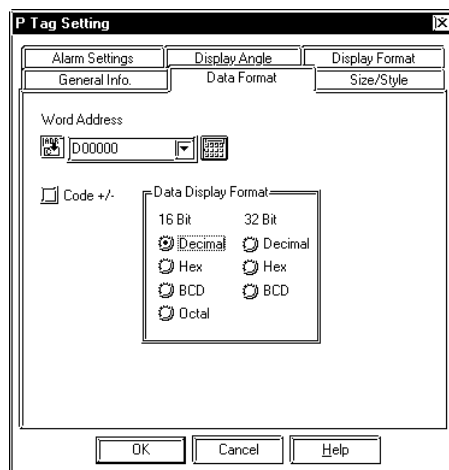 P Tag Setting
Alarm Settings Display Angle Display Format
General Info. Data Format Size/Style
Word Address
D00000
Code +/-
Data Display Format
16 Bit 32 Bit
Decimal Decimal
Hex Hex
BCD BCD
Octal
OK Cancel Help